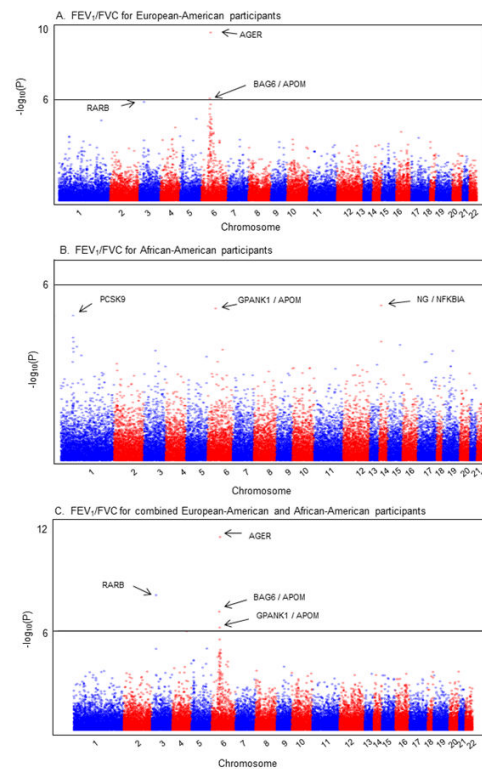 A. FEV₁/FVC for European-American participants
10
AGER
BAG6 / APOM
6
RARB
-log₁₀(P)
1 2 3 4 5 6 7 8 9 10 11 12 13 14 15 16 17 18 19 20 21 22
Chromosome
B. FEV₁/FVC for African-American participants
6
PCSK9
GPANK1 / APOM
NG / NFKBIA
-log₁₀(P)
1 2 3 4 5 6 7 8 9 10 11 12 13 14 15 16 17 18 19 20 21
Chromosome
C. FEV₁/FVC for combined European-American and African-American participants
12
AGER
RARB
BAG6 / APOM
GPANK1 / APOM
6
-log₁₀(P)
1 2 3 4 5 6 7 8 9 10 11 12 13 14 15 16 17 18 19 20 21 22
Chromosome